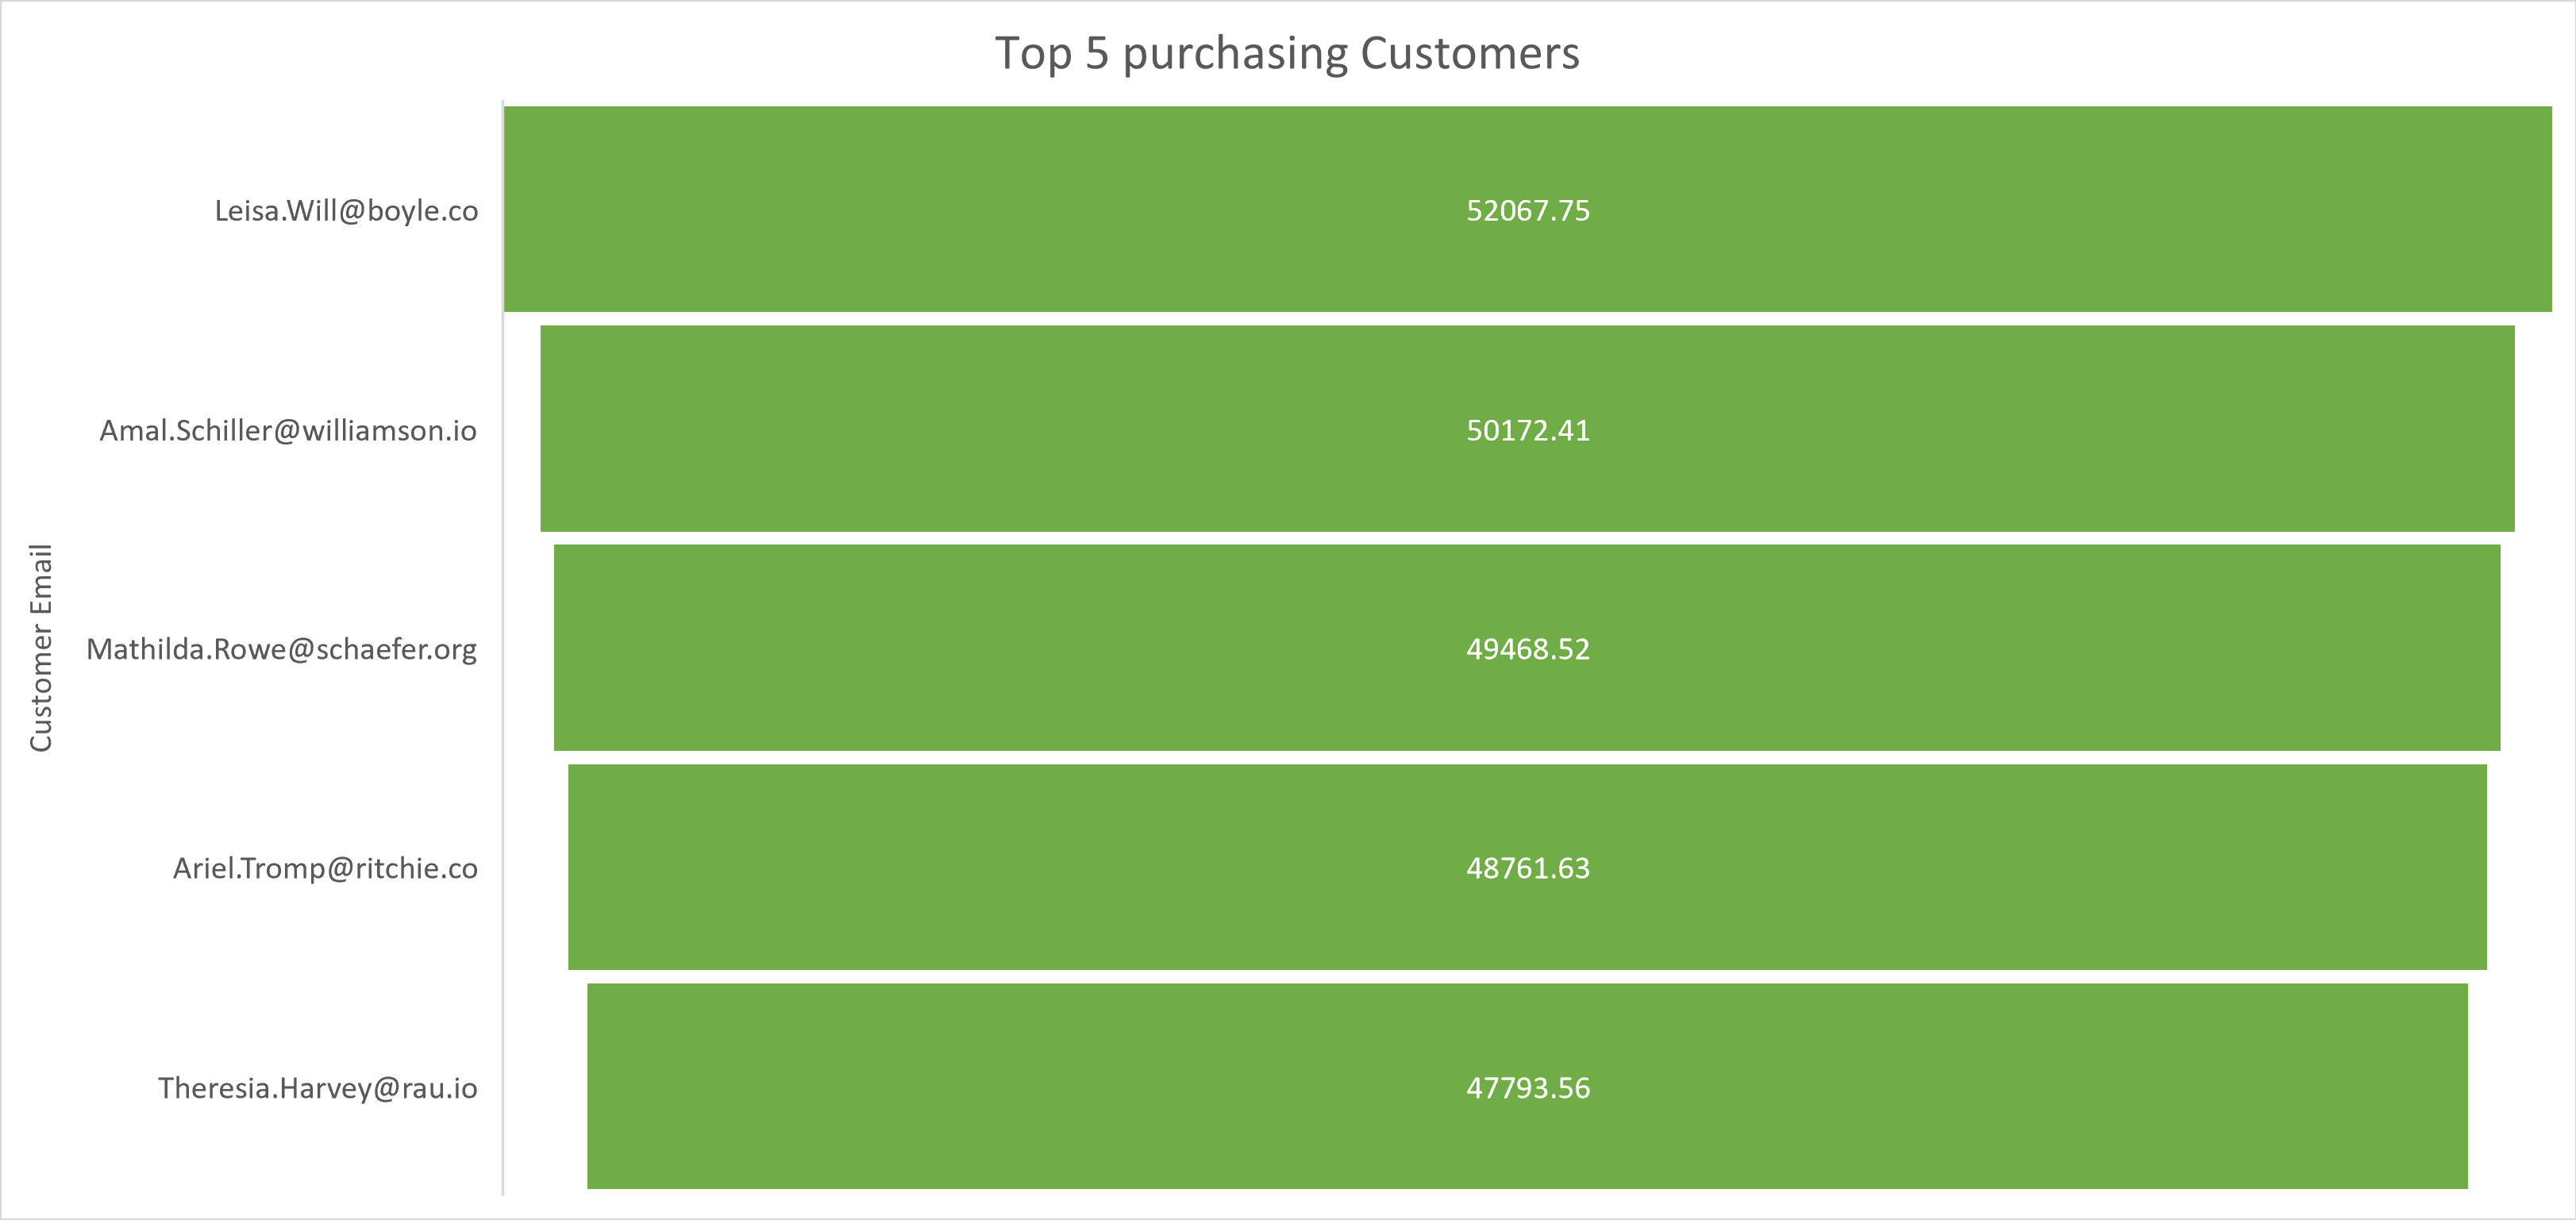 Top 5 purchasing Customers
Customer Email
Leisa.Will@boyle.co
52067.75
Amal.Schiller@williamson.io
50172.41
Mathilda.Rowe@schaefer.org
49468.52
Ariel.Tromp@ritchie.co
48761.63
Theresia.Harvey@rau.io
47793.56